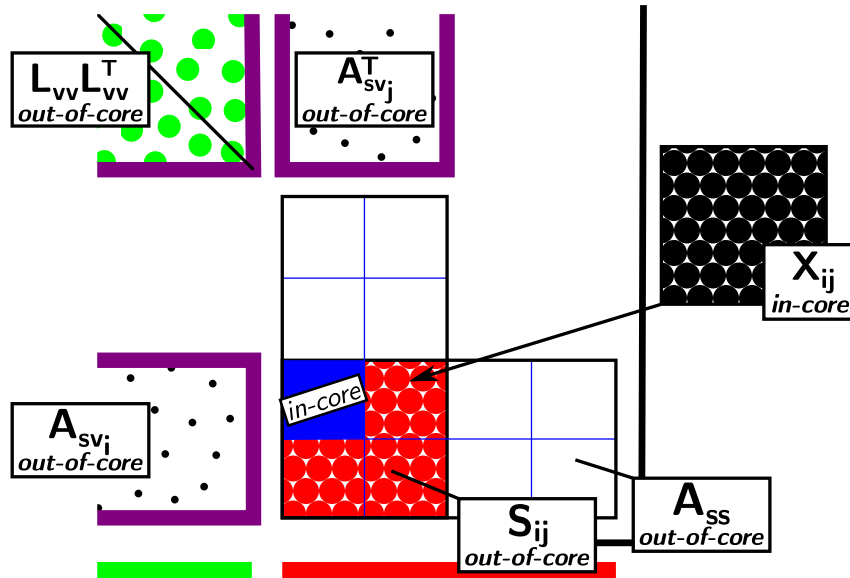 L_vv L_vv^T
out-of-core
A_sv_j^T
out-of-core
X_ij
in-core
in-core
A_sv_i
out-of-core
S_ij
out-of-core
A_ss
out-of-core